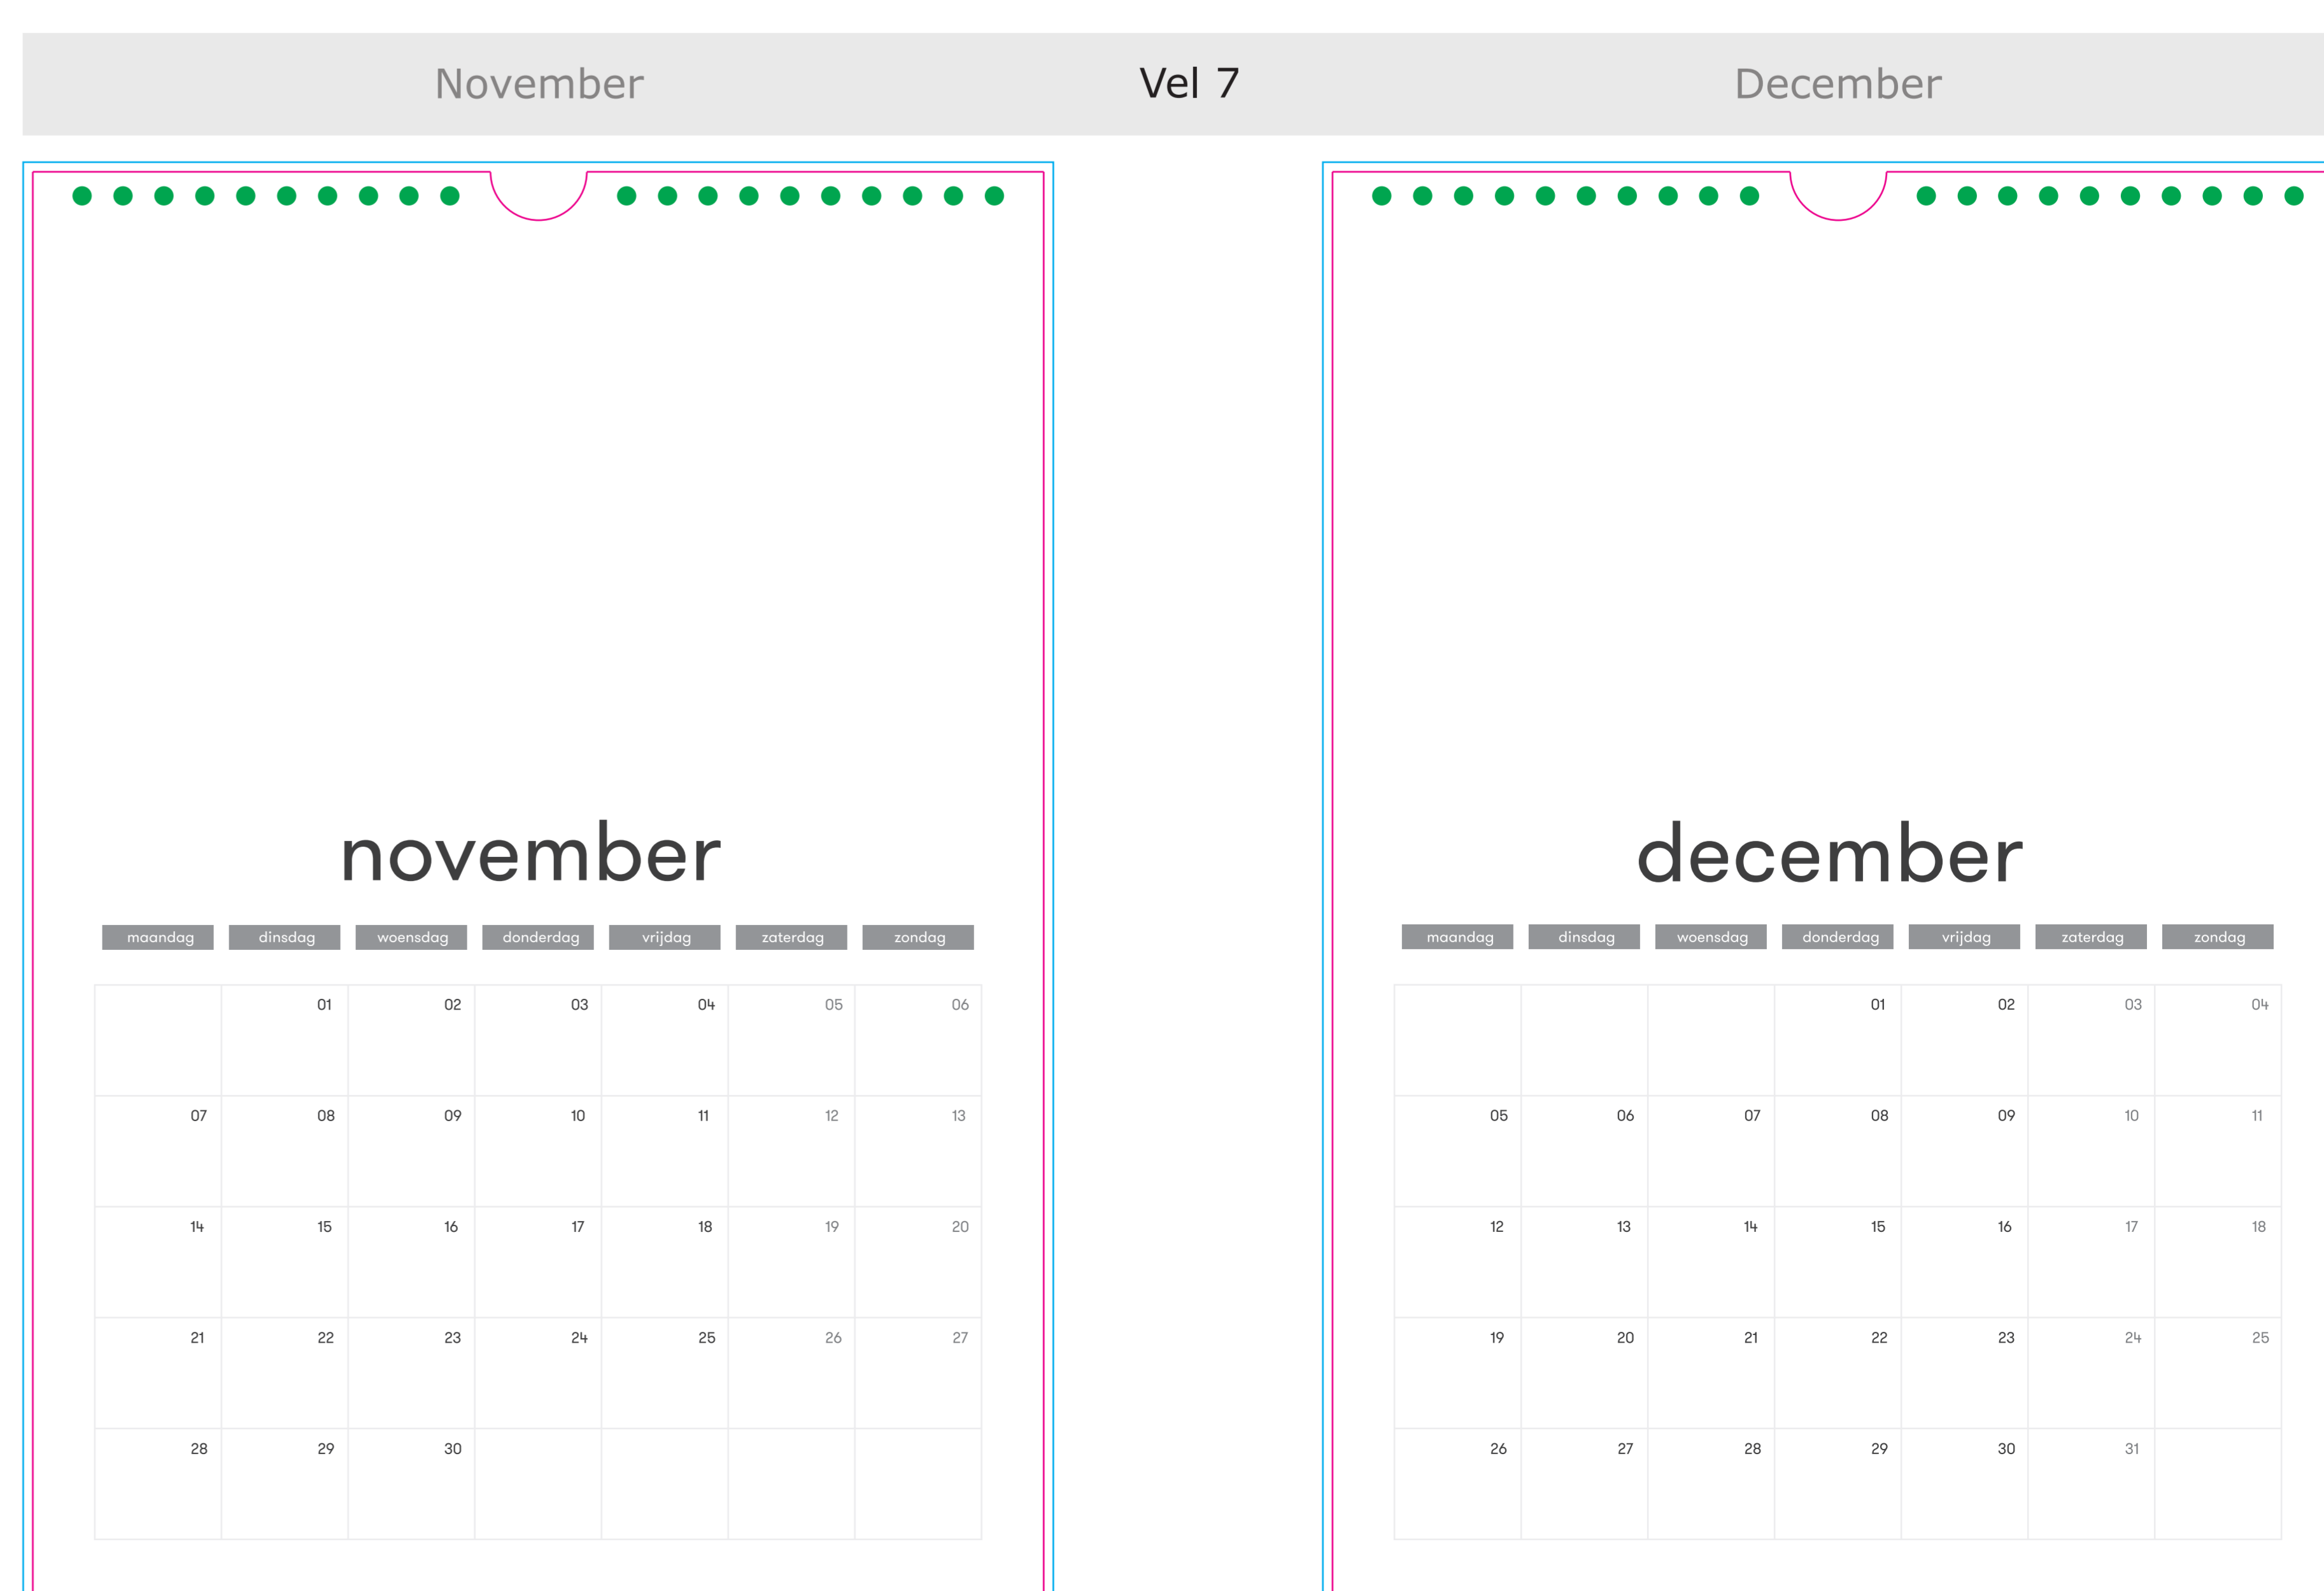 November Vel 7 December
november
maandag dinsdag woensdag donderdag vrijdag zaterdag zondag
01 02 03 04 05 06
07 08 09 10 11 12 13
14 15 16 17 18 19 20
21 22 23 24 25 26 27
28 29 30
december
maandag dinsdag woensdag donderdag vrijdag zaterdag zondag
01 02 03 04
05 06 07 08 09 10 11
12 13 14 15 16 17 18
19 20 21 22 23 24 25
26 27 28 29 30 31